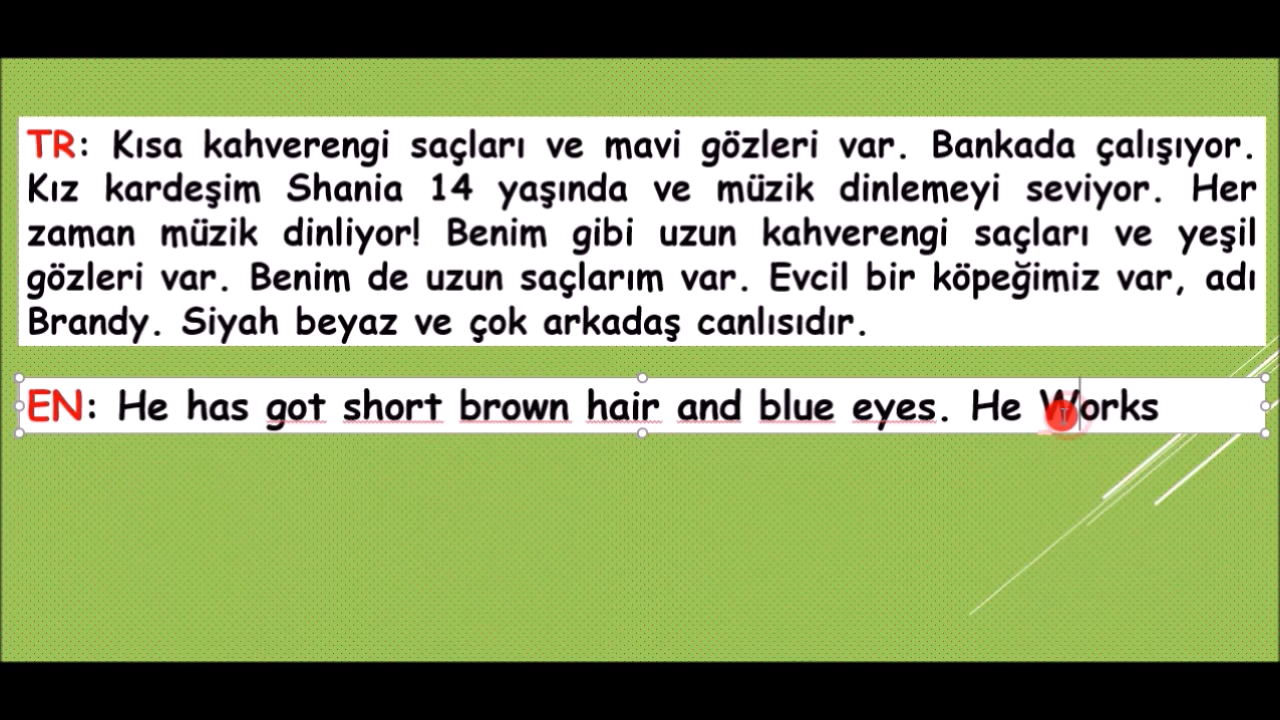 TR: Kısa kahverengi saçları ve mavi gözleri var. Bankada çalışıyor.
Kız kardeşim Shania 14 yaşında ve müzik dinlemeyi seviyor. Her
zaman müzik dinliyor! Benim gibi uzun kahverengi saçları ve yeşil
gözleri var. Benim de uzun saçlarım var. Evcil bir köpeğimiz var, adı
Brandy. Siyah beyaz ve çok arkadaş canlısıdır.
EN: He has got short brown hair and blue eyes. He Works